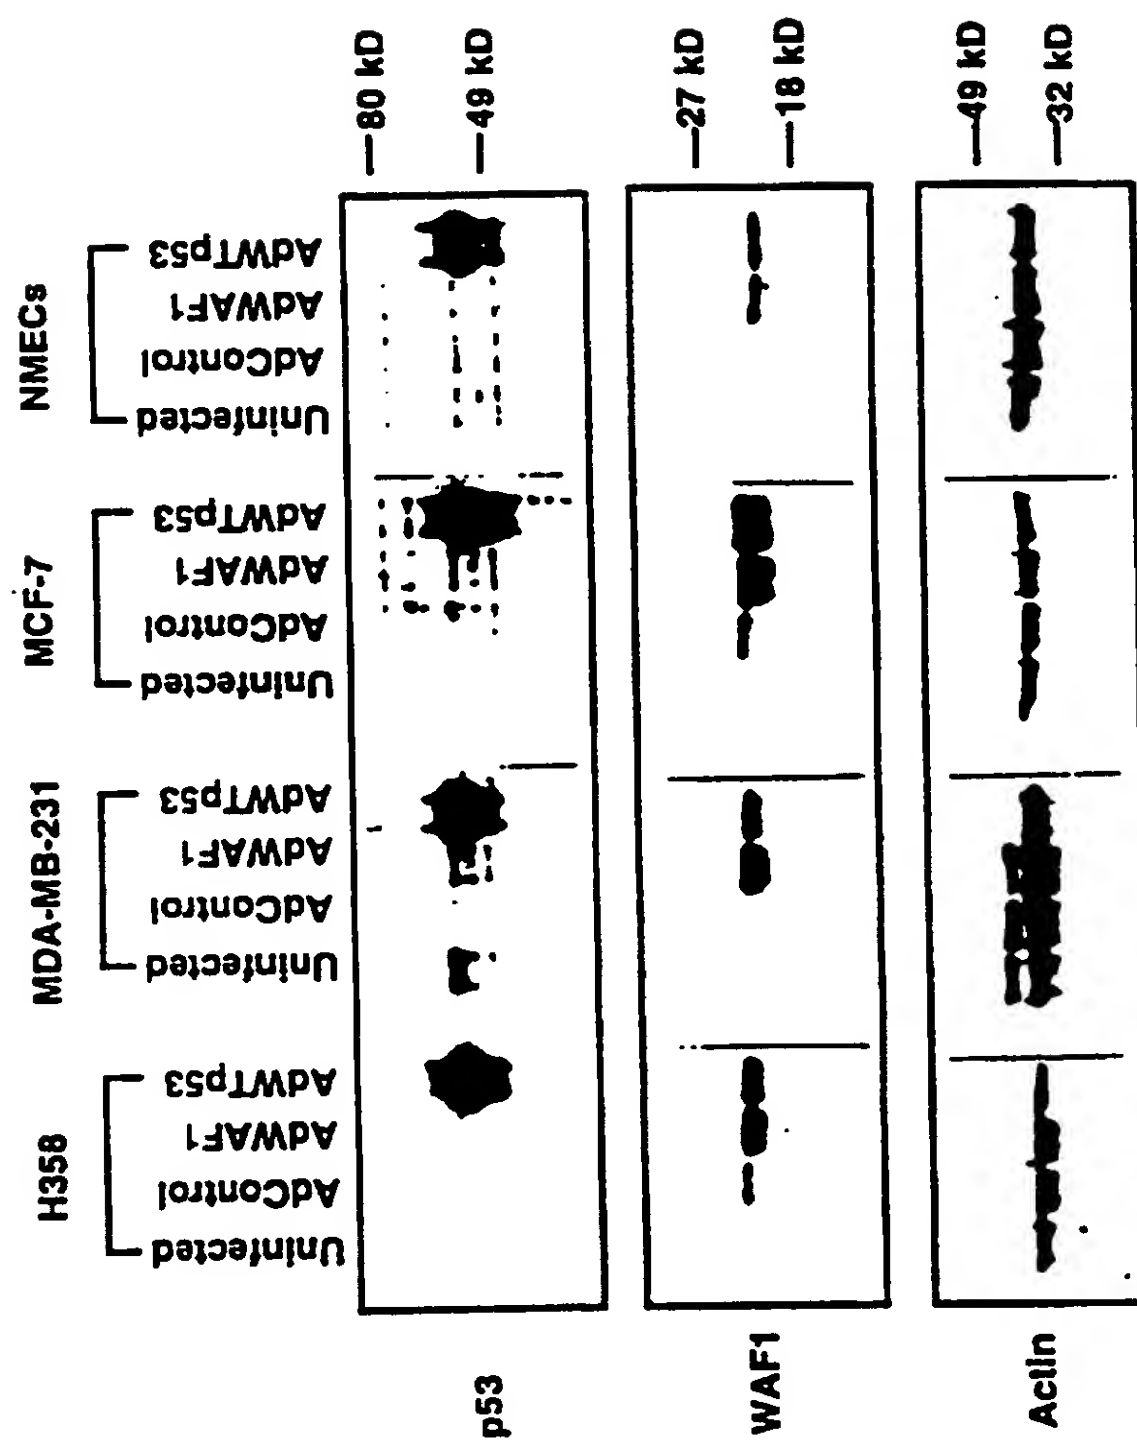 H358
MDA-MB-231
MCF-7
NMECs
Uninfected
AdControl
AdWAF1
AdWTp53
Uninfected
AdControl
AdWAF1
AdWTp53
Uninfected
AdControl
AdWAF1
AdWTp53
Uninfected
AdControl
AdWAF1
AdWTp53
p53
—80 kD
—49 kD
WAF1
—27 kD
—18 kD
Actin
—49 kD
—32 kD